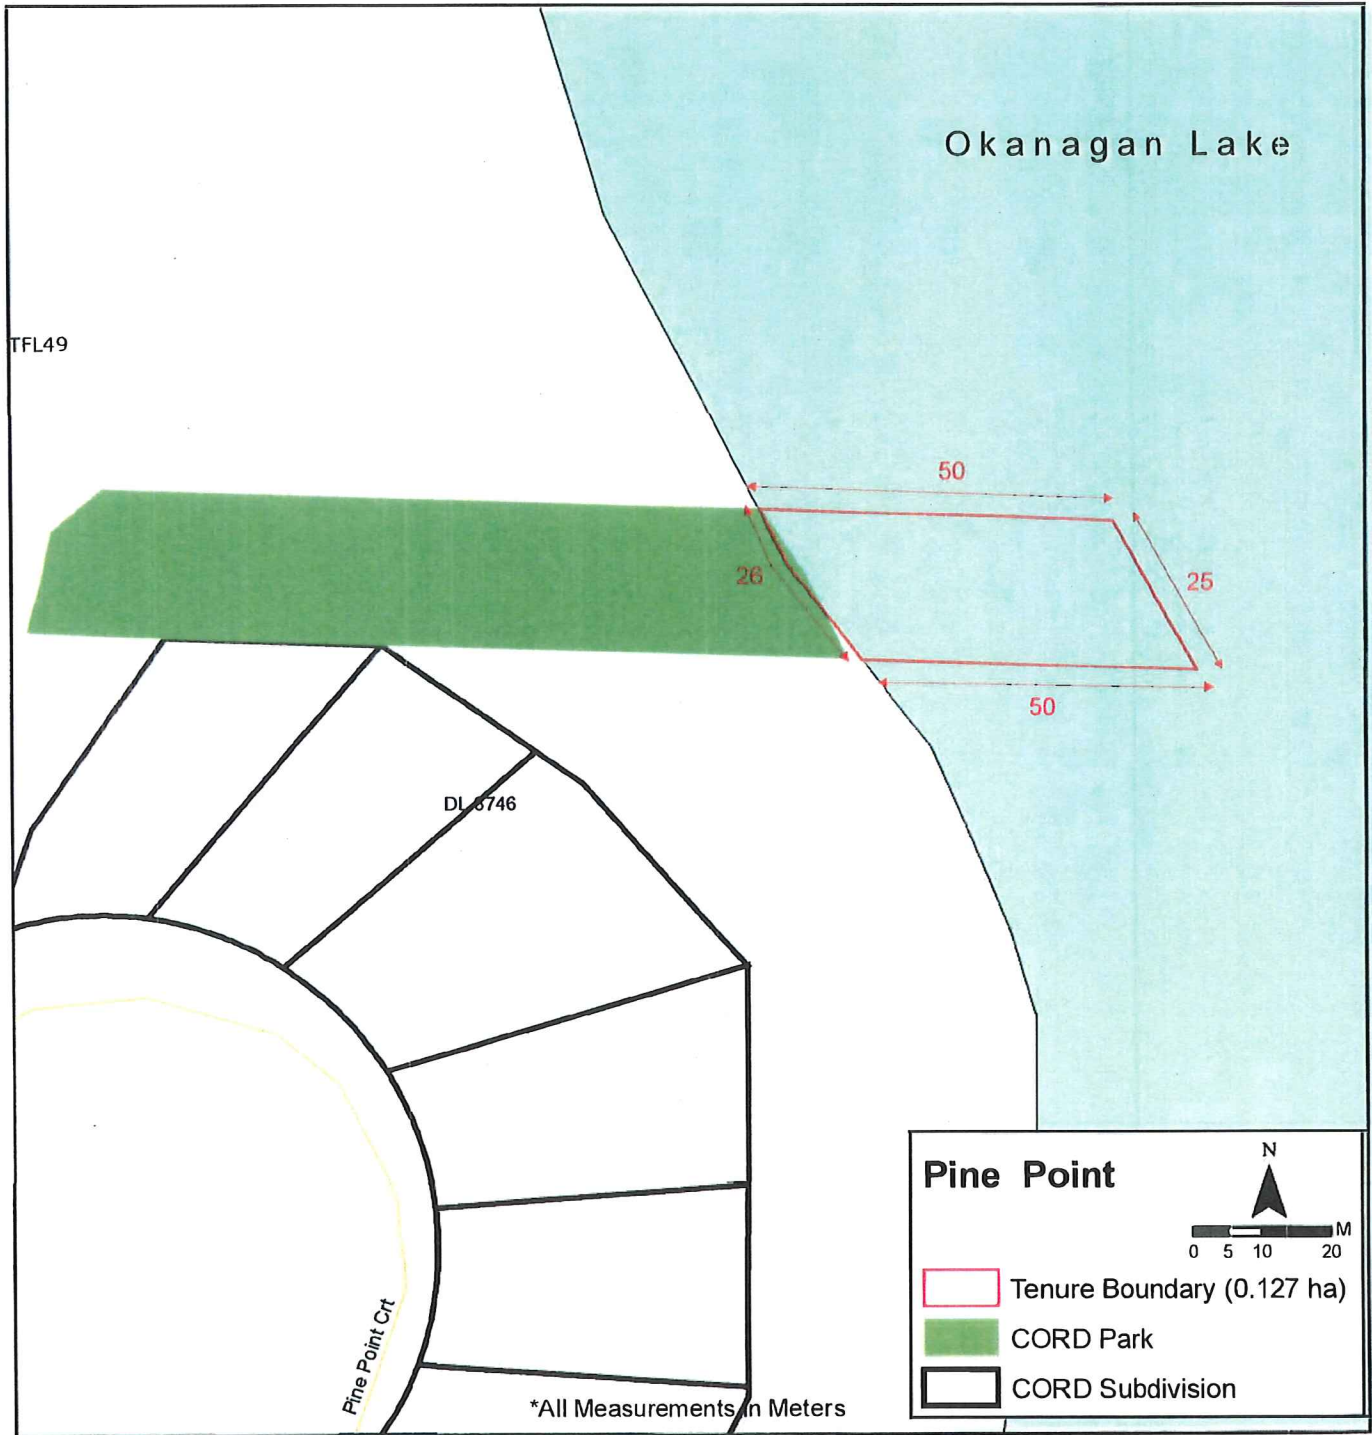 Okanagan Lake
TFL49
50
26
25
50
DL 8746
Pine Point Crt
*All Measurements in Meters
Pine Point
N
M
0 5 10 20
Tenure Boundary (0.127 ha)
CORD Park
CORD Subdivision